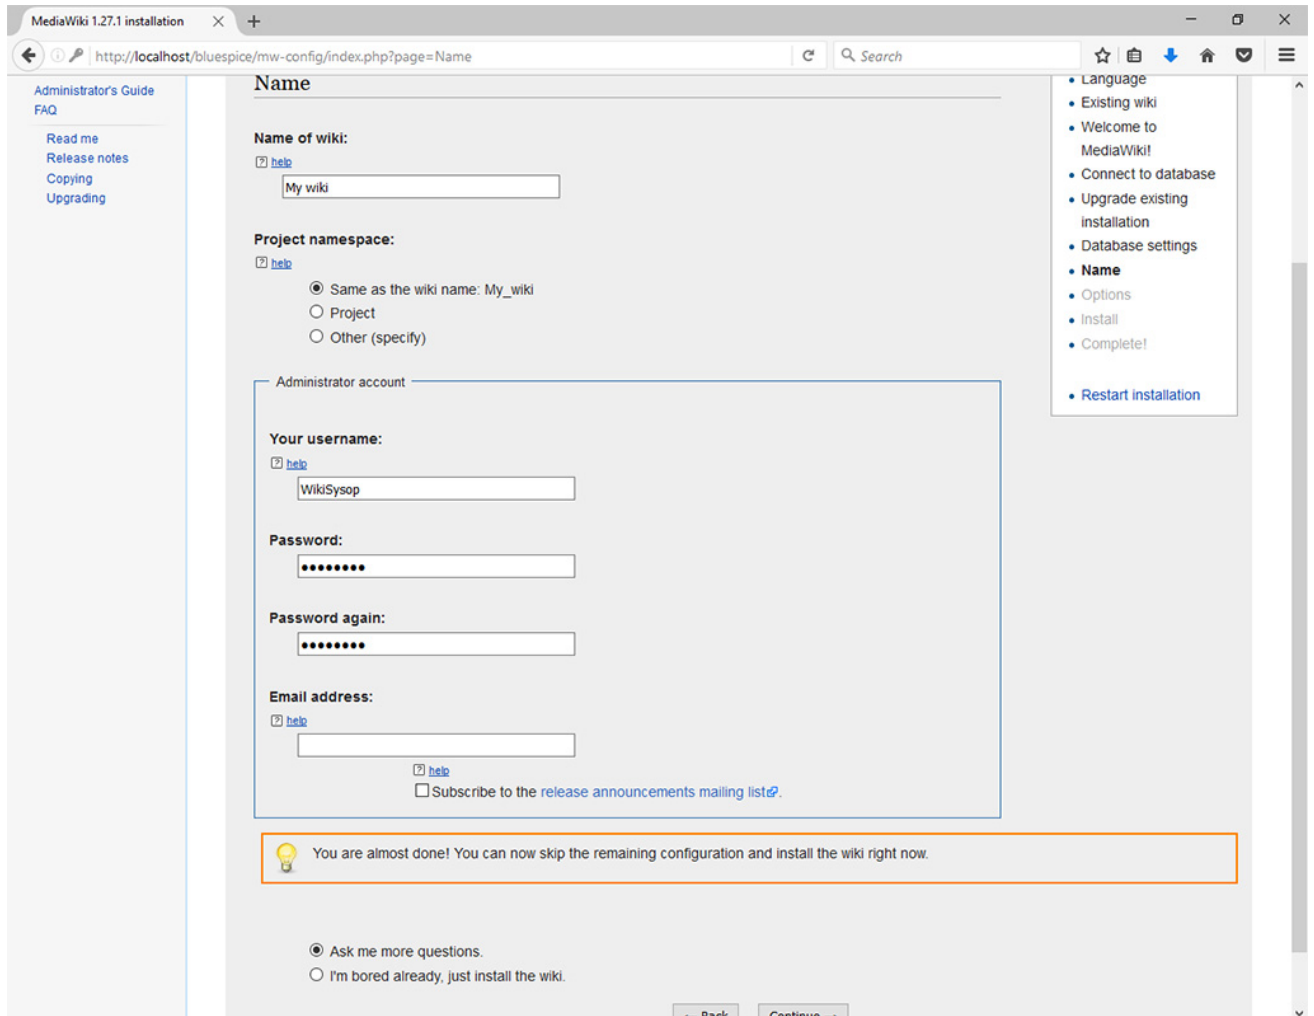 MediaWiki 1.27.1 installation
http://localhost/bluespice/mw-config/index.php?page=Name
Search
Administrator's Guide
FAQ
Read me
Release notes
Copying
Upgrading
Name
Name of wiki:
help
My wiki
Project namespace:
help
Same as the wiki name: My_wiki
Project
Other (specify)
Administrator account
Your username:
help
WikiSysop
Password:
Password again:
Email address:
help
help
Subscribe to the release announcements mailing list.
You are almost done! You can now skip the remaining configuration and install the wiki right now.
Ask me more questions.
I'm bored already, just install the wiki.
← Back
Continue →
Language
Existing wiki
Welcome to
MediaWiki!
Connect to database
Upgrade existing
installation
Database settings
Name
Options
Install
Complete!
Restart installation